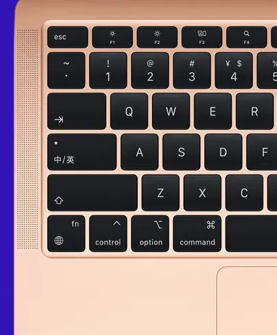 esc F1 F2 F3 F4
~ ! @ # ¥ $ %
· 1 2 3 4
Q W E R
中/英 A S D F
Z X C
fn control option command